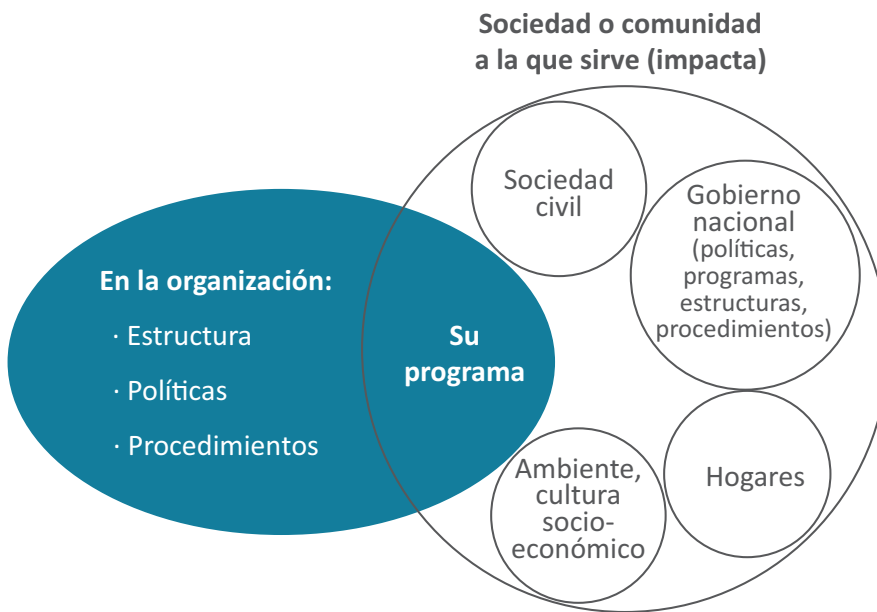 Sociedad o comunidad
a la que sirve (impacta)
Sociedad
civil
Gobierno
nacional
(políticas,
programas,
estructuras,
procedimientos)
En la organización:
· Estructura
· Políticas
· Procedimientos
Su
programa
Ambiente,
cultura
socio-
económico
Hogares